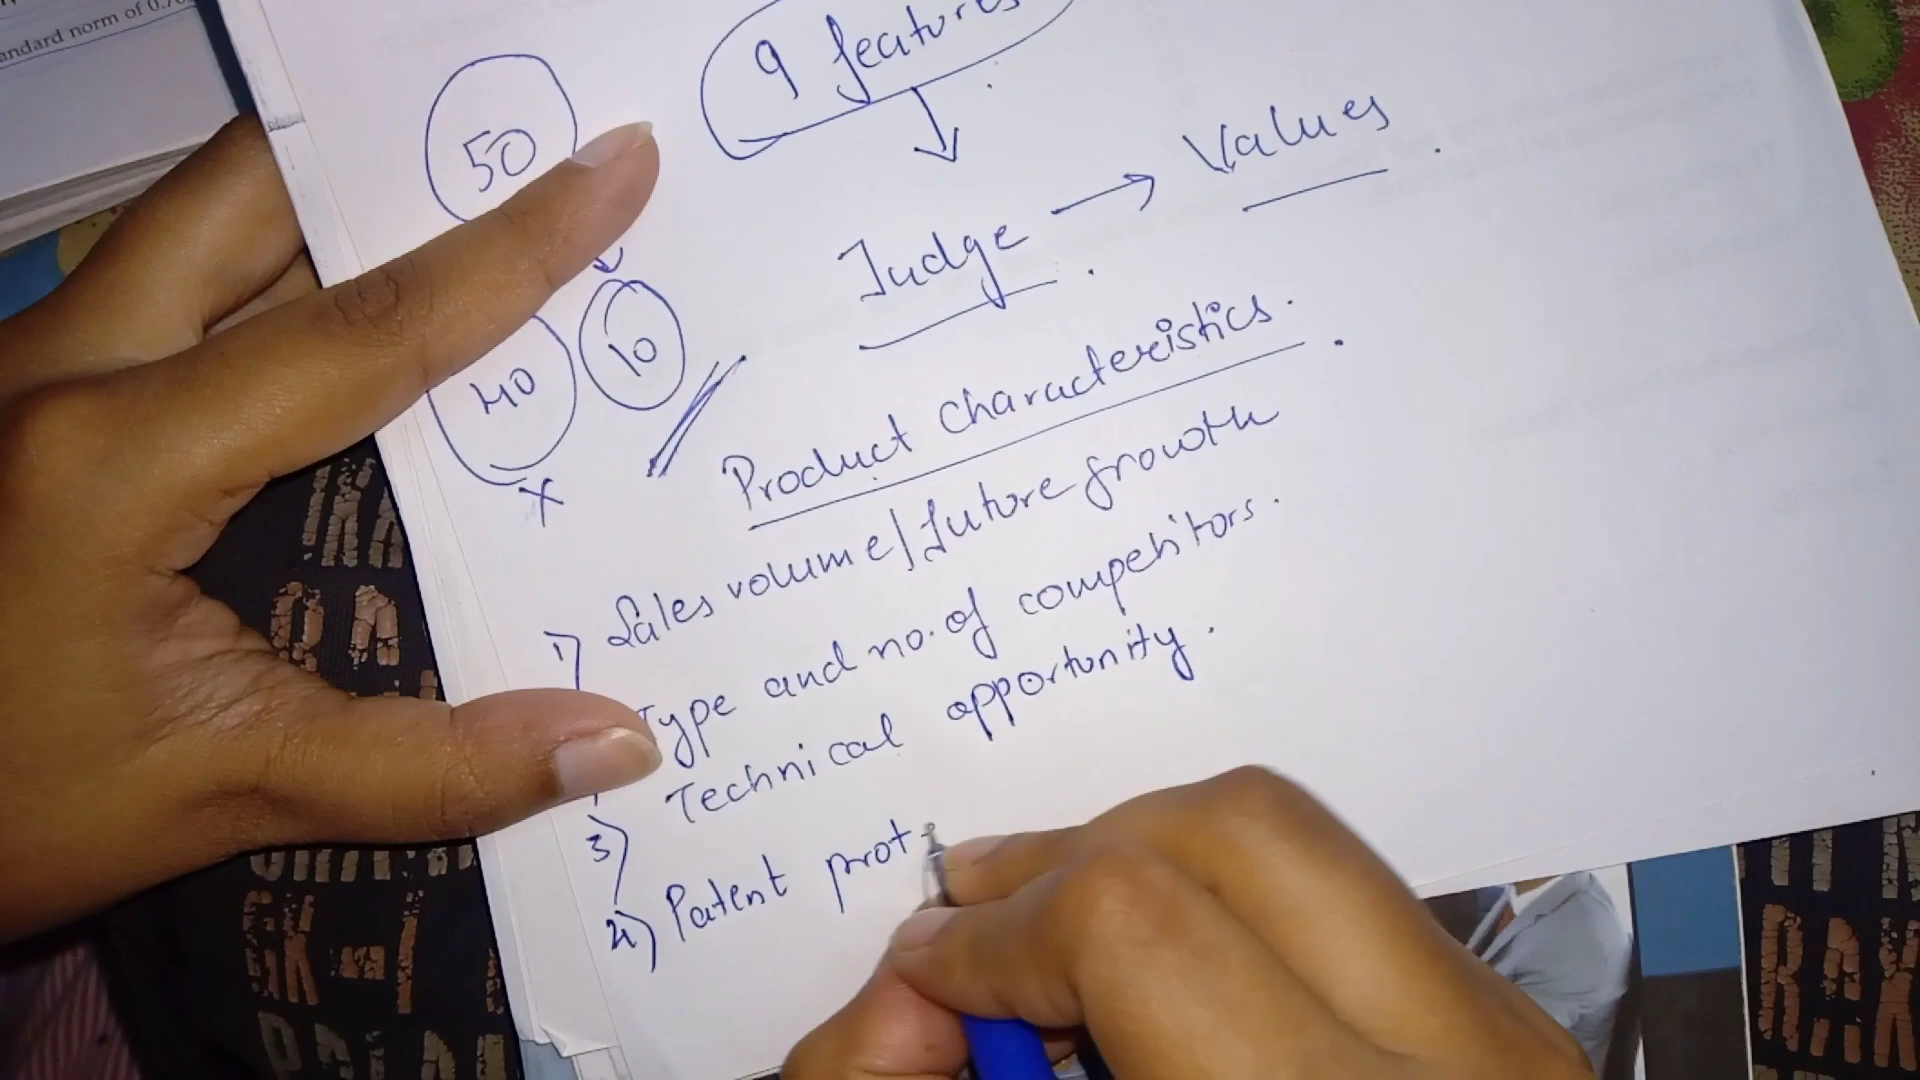 andard norm of 0.70
9 features
50
Judge → Values
40
10
x
Product characteristics.
1) Sales volume/future growth
Type and no. of competitors.
3) Technical opportunity.
4) Patent prot